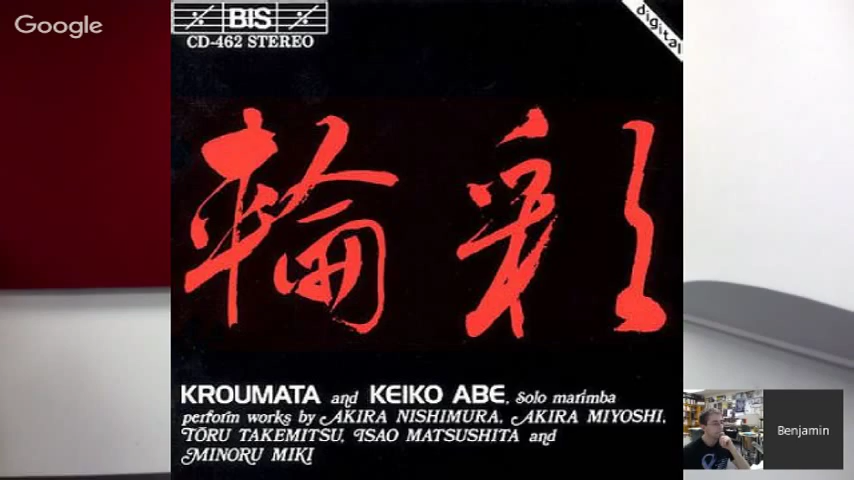 Google
BIS
CD-462 STEREO
digital
輪彩
KROUMATA and KEIKO ABE, Solo marimba
perform works by AKIRA NISHIMURA, AKIRA MIYOSHI,
TŌRU TAKEMITSU, ISAO MATSUSHITA and
MINORU MIKI
Benjamin